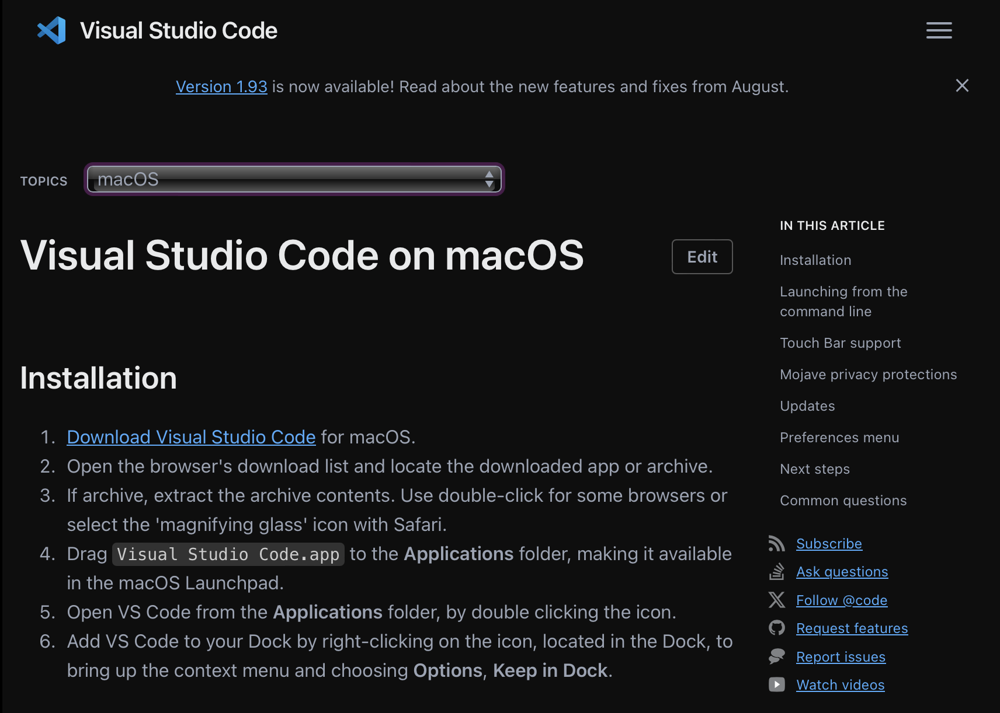 Visual Studio Code
Version 1.93 is now available! Read about the new features and fixes from August.
TOPICS
macOS
Visual Studio Code on macOS
Edit
Installation
1. Download Visual Studio Code for macOS.
2. Open the browser's download list and locate the downloaded app or archive.
3. If archive, extract the archive contents. Use double-click for some browsers or
select the 'magnifying glass' icon with Safari.
4. Drag Visual Studio Code.app to the Applications folder, making it available
in the macOS Launchpad.
5. Open VS Code from the Applications folder, by double clicking the icon.
6. Add VS Code to your Dock by right-clicking on the icon, located in the Dock, to
bring up the context menu and choosing Options, Keep in Dock.
IN THIS ARTICLE
Installation
Launching from the
command line
Touch Bar support
Mojave privacy protections
Updates
Preferences menu
Next steps
Common questions
Subscribe
Ask questions
Follow @code
Request features
Report issues
Watch videos